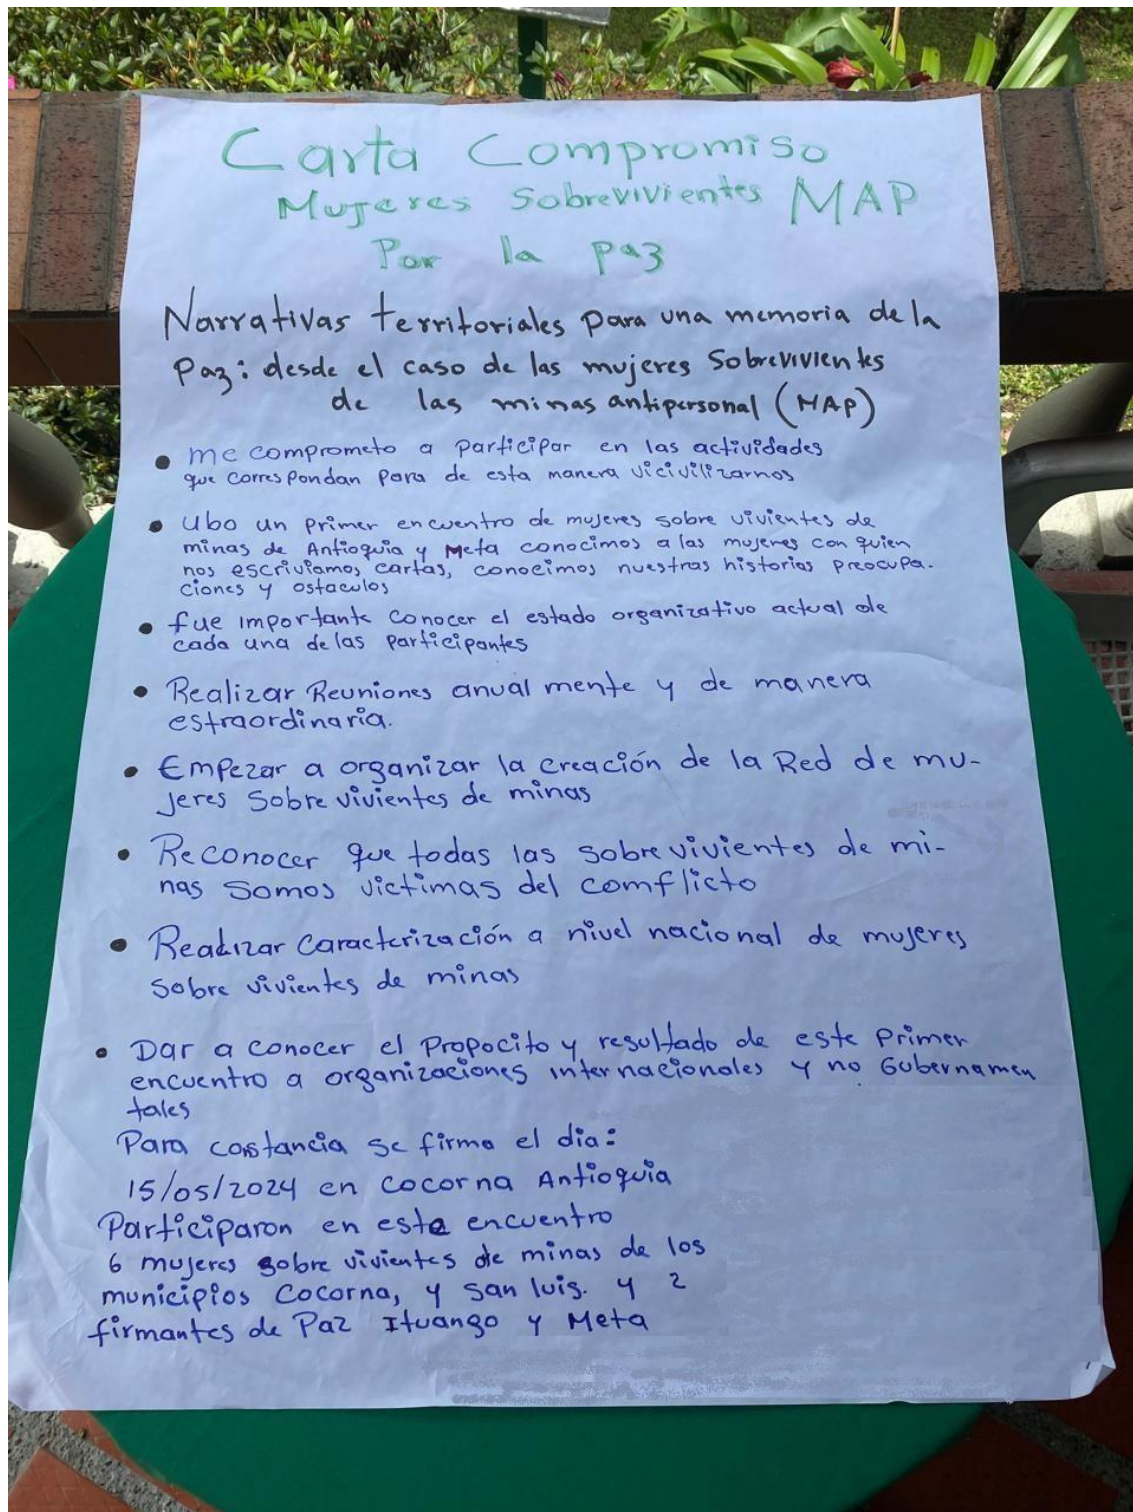 Carta Compromiso
Mujeres Sobrevivientes MAP
Por la paz
Narrativas territoriales para una memoria de la
Paz: desde el caso de las mujeres Sobrevivientes
de las minas antipersonal (MAP)
• me comprometo a participar en las actividades
que correspondan para de esta manera vicivilizarnos
• Ubo un primer encuentro de mujeres sobre vivientes de
minas de Antioquia y Meta conocimos a las mujeres con quien
nos escriviamos cartas, conocimos nuestras historias preocupa-
ciones y ostaculos
• fue importante conocer el estado organizativo actual de
cada una de las participantes
• Realizar Reuniones anual mente y de manera
estraordinaria.
• Empezar a organizar la creación de la Red de mu-
jeres Sobre vivientes de minas
• Reconocer que todas las sobre vivientes de mi-
nas somos victimas del comflicto
• Realizar caracterización a nivel nacional de mujeres
sobre vivientes de minas
• Dar a conocer el Propocito y resultado de este primer
encuentro a organizaciones internacionales y no Gubernamen
tales
Para constancia se firma el dia:
15/05/2024 en cocorna Antioquia
Participaron en este encuentro
6 mujeres sobre vivientes de minas de los
municipios Cocorna, y San luis. y 2
firmantes de Paz Ituango y Meta